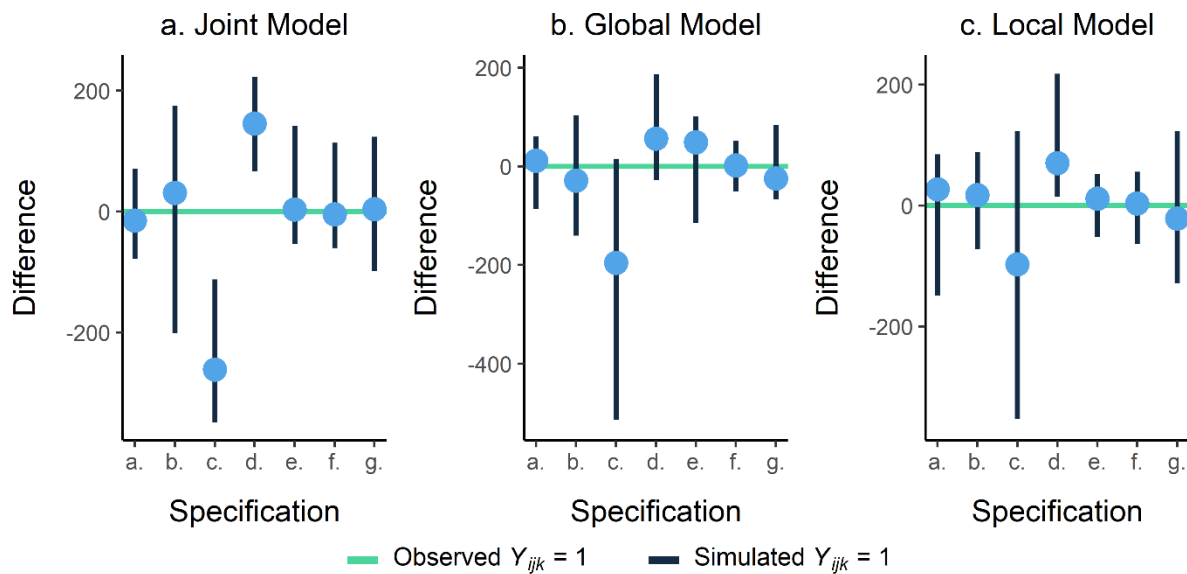 a. Joint Model
Difference
200
0
-200
a. b. c. d. e. f. g.
Specification
b. Global Model
Difference
200
0
-200
-400
a. b. c. d. e. f. g.
Specification
c. Local Model
Difference
200
0
-200
a. b. c. d. e. f. g.
Specification
Observed Yijk = 1 Simulated Yijk = 1